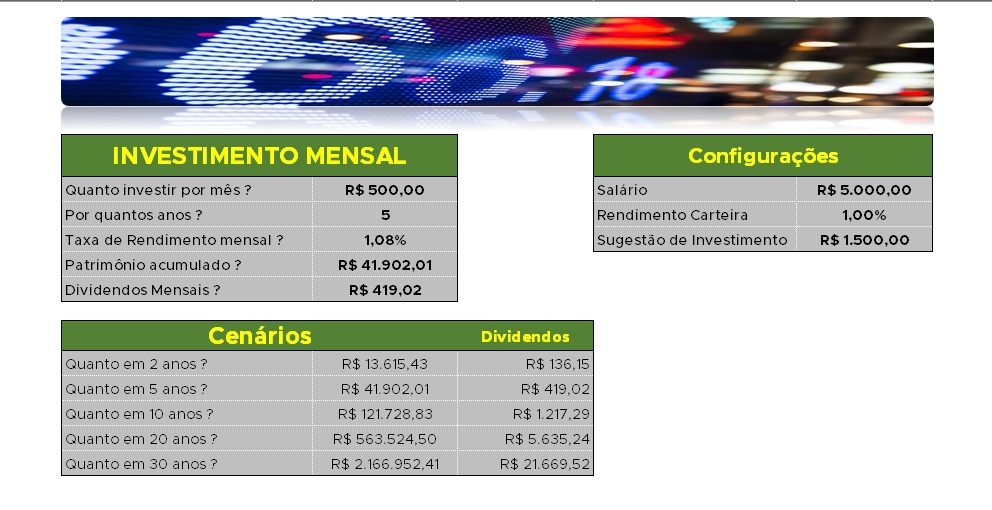 INVESTIMENTO MENSAL
Quanto investir por mês ? R$ 500,00
Por quantos anos ? 5
Taxa de Rendimento mensal ? 1,08%
Patrimônio acumulado ? R$ 41.902,01
Dividendos Mensais ? R$ 419,02
Configurações
Salário R$ 5.000,00
Rendimento Carteira 1,00%
Sugestão de Investimento R$ 1.500,00
Cenários Dividendos
Quanto em 2 anos ? R$ 13.615,43 R$ 136,15
Quanto em 5 anos ? R$ 41.902,01 R$ 419,02
Quanto em 10 anos ? R$ 121.728,83 R$ 1.217,29
Quanto em 20 anos ? R$ 563.524,50 R$ 5.635,24
Quanto em 30 anos ? R$ 2.166.952,41 R$ 21.669,52